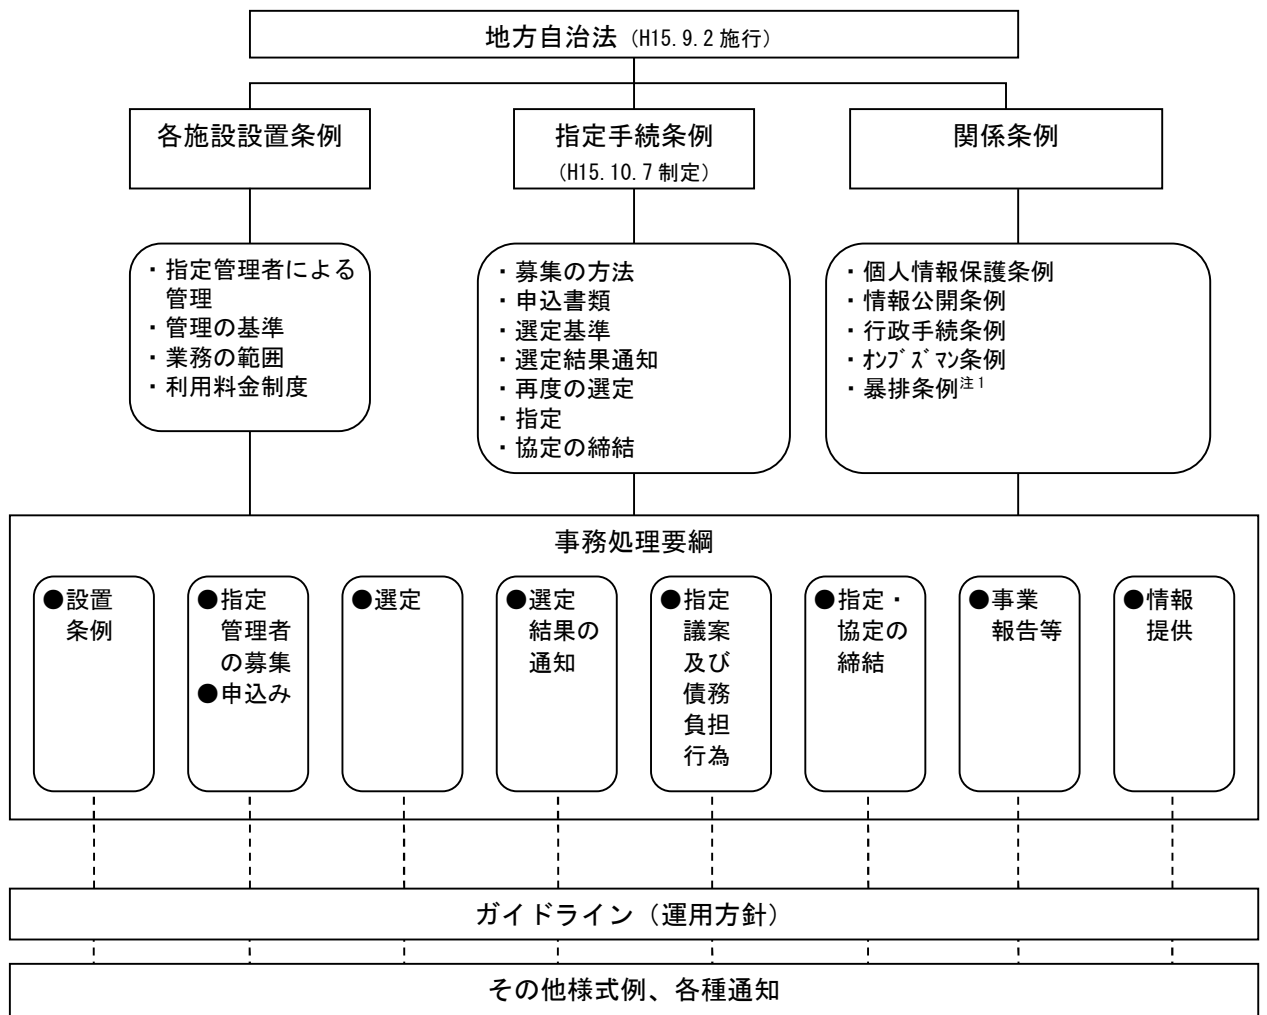 地方自治法（H15.9.2 施行）
各施設設置条例
指定手続条例
（H15.10.7 制定）
関係条例
・指定管理者による
管理
・管理の基準
・業務の範囲
・利用料金制度
・募集の方法
・申込書類
・選定基準
・選定結果通知
・再度の選定
・指定
・協定の締結
・個人情報保護条例
・情報公開条例
・行政手続条例
・ｵﾝﾌﾞｽﾞﾏﾝ条例
・暴排条例注1
事務処理要綱
●設置
条例
●指定
管理者
の募集
●申込み
●選定
●選定
結果の
通知
●指定
議案
及び
債務
負担
行為
●指定・
協定の
締結
●事業
報告等
●情報
提供
ガイドライン（運用方針）
その他様式例、各種通知